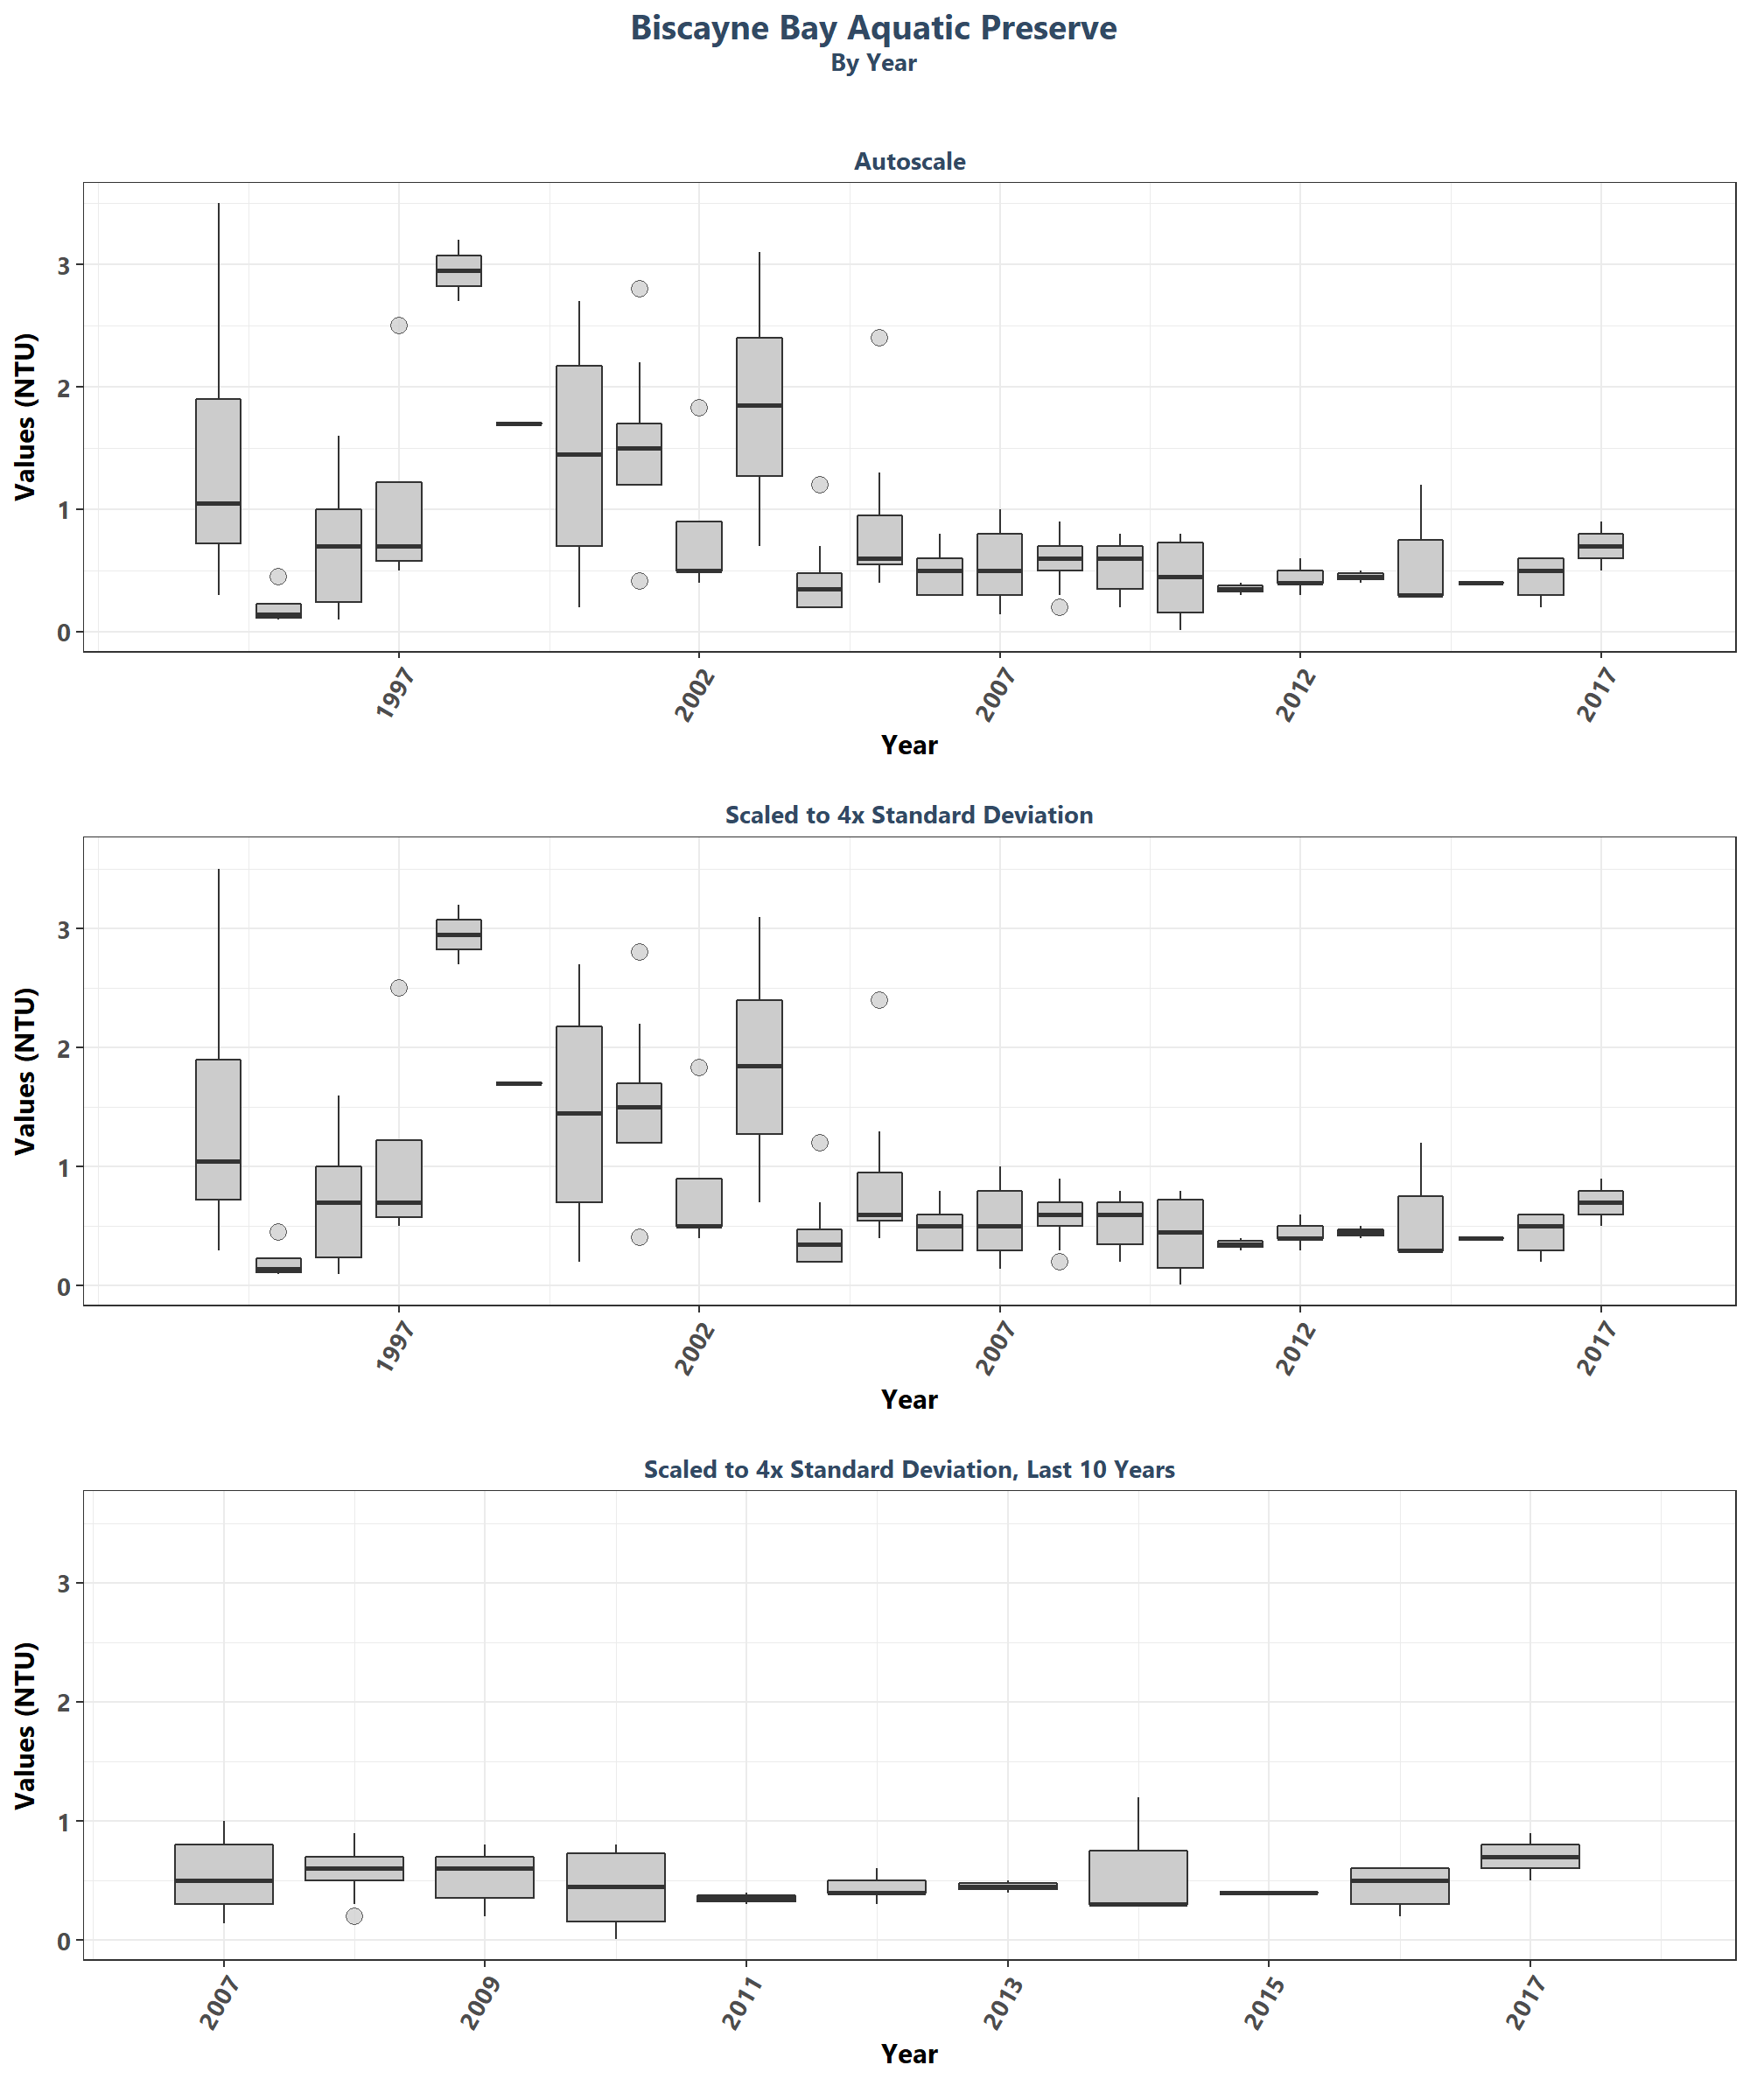 Biscayne Bay Aquatic Preserve
By Year
Autoscale
Values (NTU)
3
2
1
0
1997
2002
2007
2012
2017
Year
Scaled to 4x Standard Deviation
Values (NTU)
3
2
1
0
1997
2002
2007
2012
2017
Year
Scaled to 4x Standard Deviation, Last 10 Years
Values (NTU)
3
2
1
0
2007
2009
2011
2013
2015
2017
Year